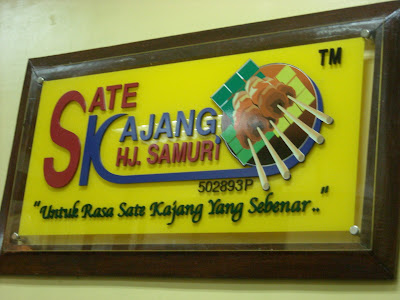 TM
SATE
KAJANG
HJ. SAMURI
502893P
"Untuk Rasa Sate Kajang Yang Sebenar.."